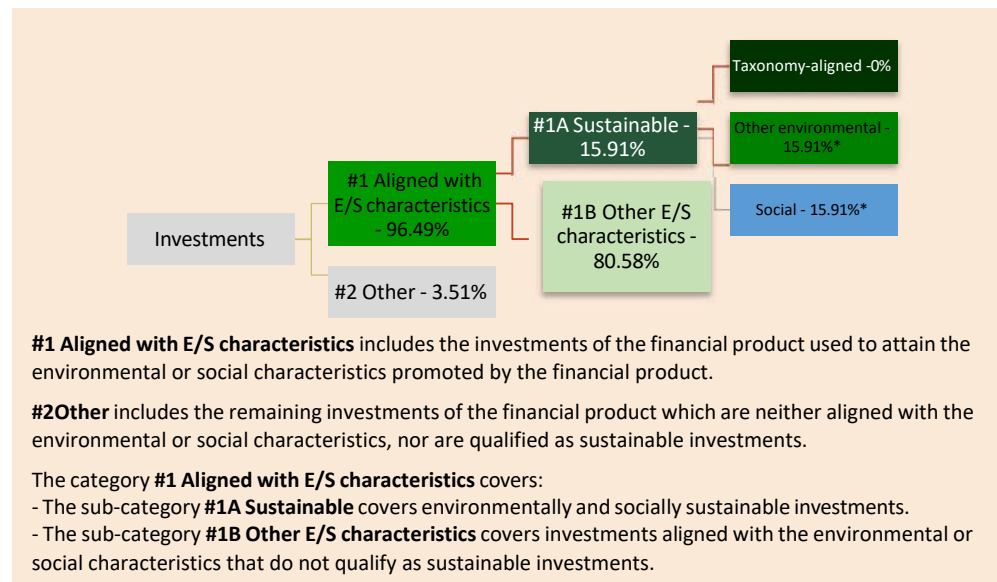 Taxonomy-aligned -0%
#1A Sustainable -
15.91%
Other environmental -
15.91%*
#1 Aligned with
E/S characteristics
- 96.49%
#1B Other E/S
characteristics -
80.58%
Social - 15.91%*
Investments
#2 Other - 3.51%
#1 Aligned with E/S characteristics includes the investments of the financial product used to attain the
environmental or social characteristics promoted by the financial product.
#2Other includes the remaining investments of the financial product which are neither aligned with the
environmental or social characteristics, nor are qualified as sustainable investments.
The category #1 Aligned with E/S characteristics covers:
- The sub-category #1A Sustainable covers environmentally and socially sustainable investments.
- The sub-category #1B Other E/S characteristics covers investments aligned with the environmental or
social characteristics that do not qualify as sustainable investments.